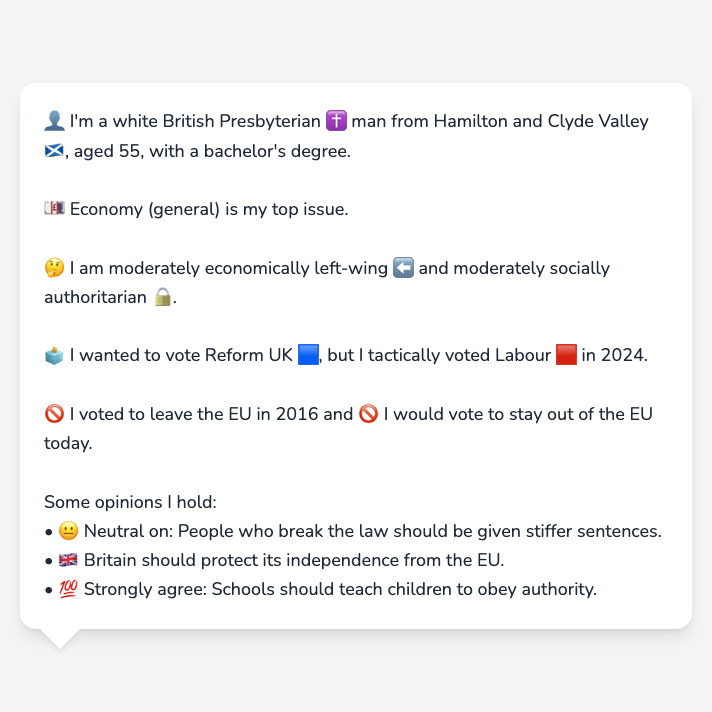 👤 I'm a white British Presbyterian ✝️ man from Hamilton and Clyde Valley
🏴󠁧󠁢󠁳󠁣󠁴󠁿, aged 55, with a bachelor's degree.
💷 Economy (general) is my top issue.
🤔 I am moderately economically left-wing ⬅️ and moderately socially
authoritarian 🔒.
🗳️ I wanted to vote Reform UK 🟦, but I tactically voted Labour 🟥 in 2024.
🚫 I voted to leave the EU in 2016 and 🚫 I would vote to stay out of the EU
today.
Some opinions I hold:
• 😐 Neutral on: People who break the law should be given stiffer sentences.
• 🇬🇧 Britain should protect its independence from the EU.
• 💯 Strongly agree: Schools should teach children to obey authority.